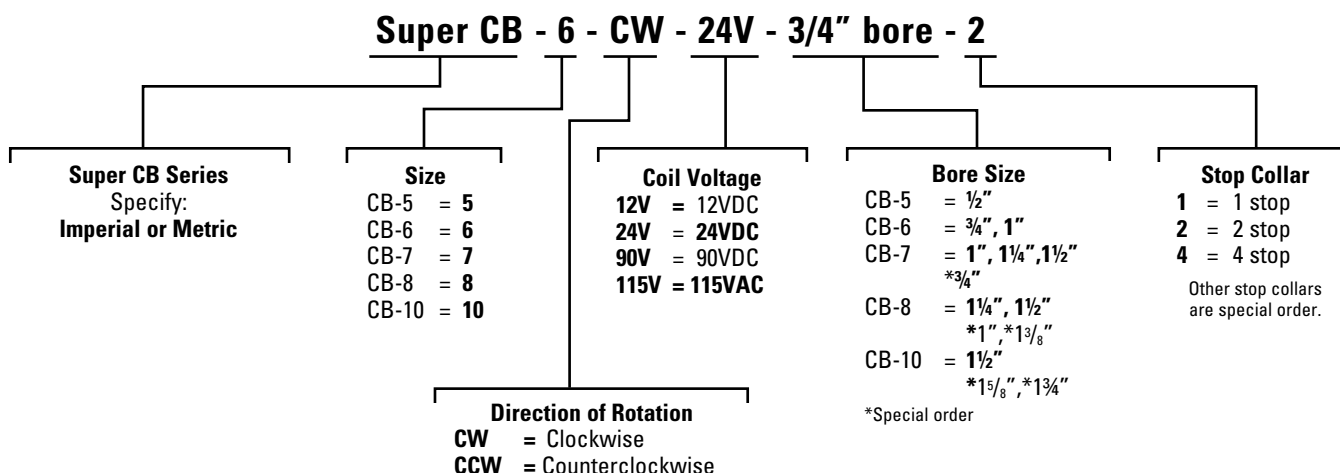 Super CB - 6 - CW - 24V - 3/4" bore - 2
Super CB Series
Specify:
Imperial or Metric
Size
CB-5 = 5
CB-6 = 6
CB-7 = 7
CB-8 = 8
CB-10 = 10
Direction of Rotation
CW = Clockwise
CCW = Counterclockwise
Coil Voltage
12V = 12VDC
24V = 24VDC
90V = 90VDC
115V = 115VAC
Bore Size
CB-5 = ½"
CB-6 = ¾", 1"
CB-7 = 1", 1¼",1½"
*¾"
CB-8 = 1¼", 1½"
*1",*1³/₈"
CB-10 = 1½"
*1⁵/₈",*1¾"
*Special order
Stop Collar
1 = 1 stop
2 = 2 stop
4 = 4 stop
Other stop collars
are special order.